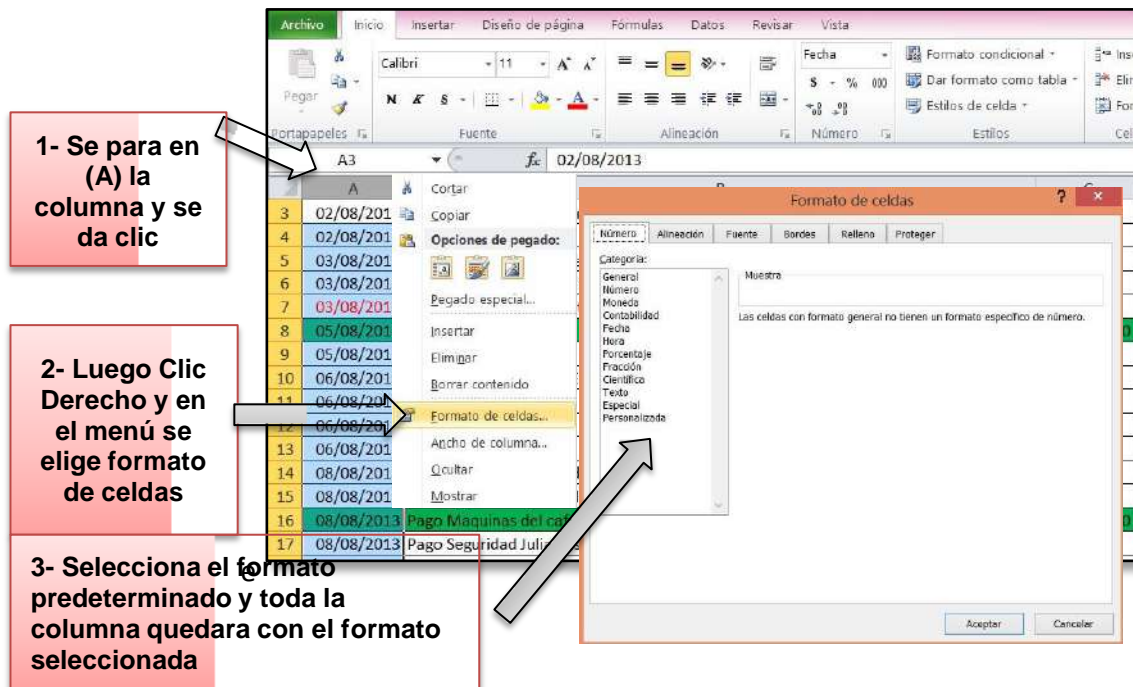 Archivo Inicio Insertar Diseño de página Fórmulas Datos Revisar Vista
Calibri 11 A A Fecha Formato condicional
Pegar N K S A $ % 000 Dar formato como tabla
Estilos de celda
Portapapeles Fuente Alineación Número Estilos
A3 fx 02/08/2013
A
3 02/08/201
4 02/08/201
5 03/08/201
6 03/08/201
7 03/08/201
8 05/08/201
9 05/08/201
10 06/08/201
11 06/08/201
12 06/08/201
13 06/08/201
14 08/08/201
15 08/08/201
16 08/08/2013 Pago Maquinas del caf
17 08/08/2013 Pago Seguridad Julia
Cortar
Copiar
Opciones de pegado:
Pegado especial...
Insertar
Eliminar
Borrar contenido
Formato de celdas...
Ancho de columna...
Ocultar
Mostrar
Formato de celdas ? ×
Número Alineación Fuente Bordes Relleno Proteger
Categoría:
General
Número
Moneda
Contabilidad
Fecha
Hora
Porcentaje
Fracción
Científica
Texto
Especial
Personalizada
Muestra
Las celdas con formato general no tienen un formato específico de número.
Aceptar Cancelar
1- Se para en
(A) la
columna y se
da clic
2- Luego Clic
Derecho y en
el menú se
elige formato
de celdas
3- Selecciona el formato
predeterminado y toda la
columna quedara con el formato
seleccionada